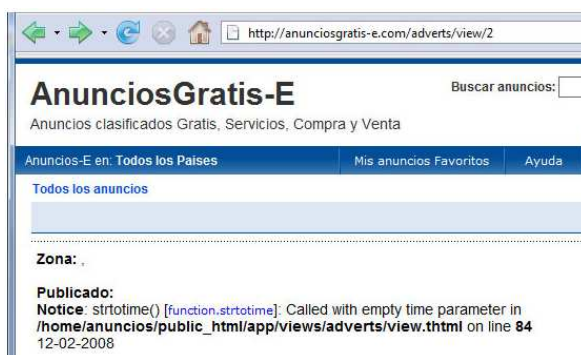 http://anunciosgratis-e.com/adverts/view/2
AnunciosGratis-E
Buscar anuncios:
Anuncios clasificados Gratis, Servicios, Compra y Venta
Anuncios-E en: Todos los Paises
Mis anuncios Favoritos
Ayuda
Todos los anuncios
Zona: ,
Publicado:
Notice: strtotime() [function.strtotime]: Called with empty time parameter in
/home/anuncios/public_html/app/views/adverts/view.thtml on line 84
12-02-2008